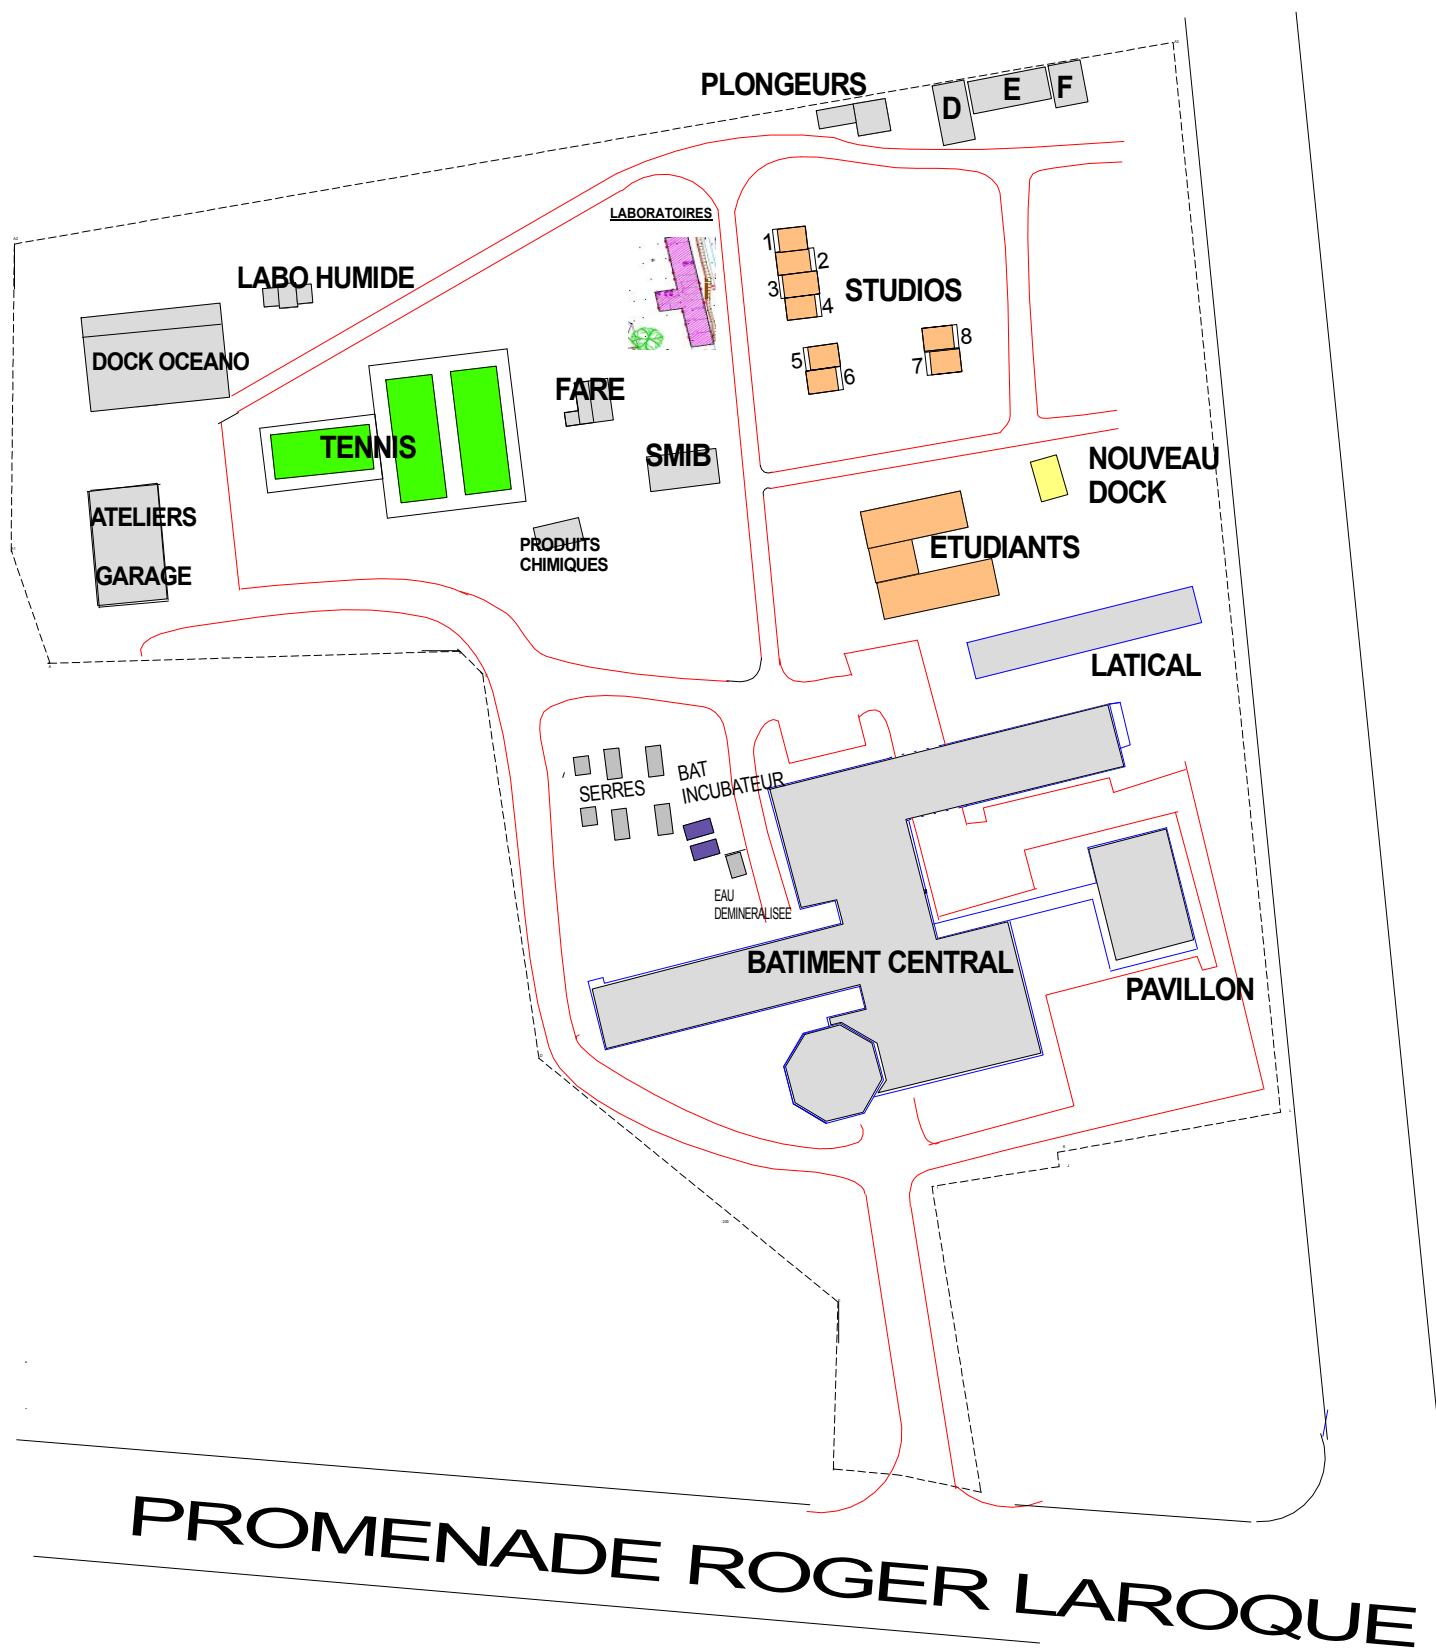 PLONGEURS
D
E
F
LABORATOIRES
1
2
3
4
STUDIOS
LABO HUMIDE
DOCK OCEANO
5
6
7
8
FARE
TENNIS
SMIB
NOUVEAU
DOCK
ATELIERS
GARAGE
PRODUITS
CHIMIQUES
ETUDIANTS
LATICAL
SERRES
BAT
INCUBATEUR
EAU
DEMINERALISEE
BATIMENT CENTRAL
PAVILLON
PROMENADE ROGER LAROQUE